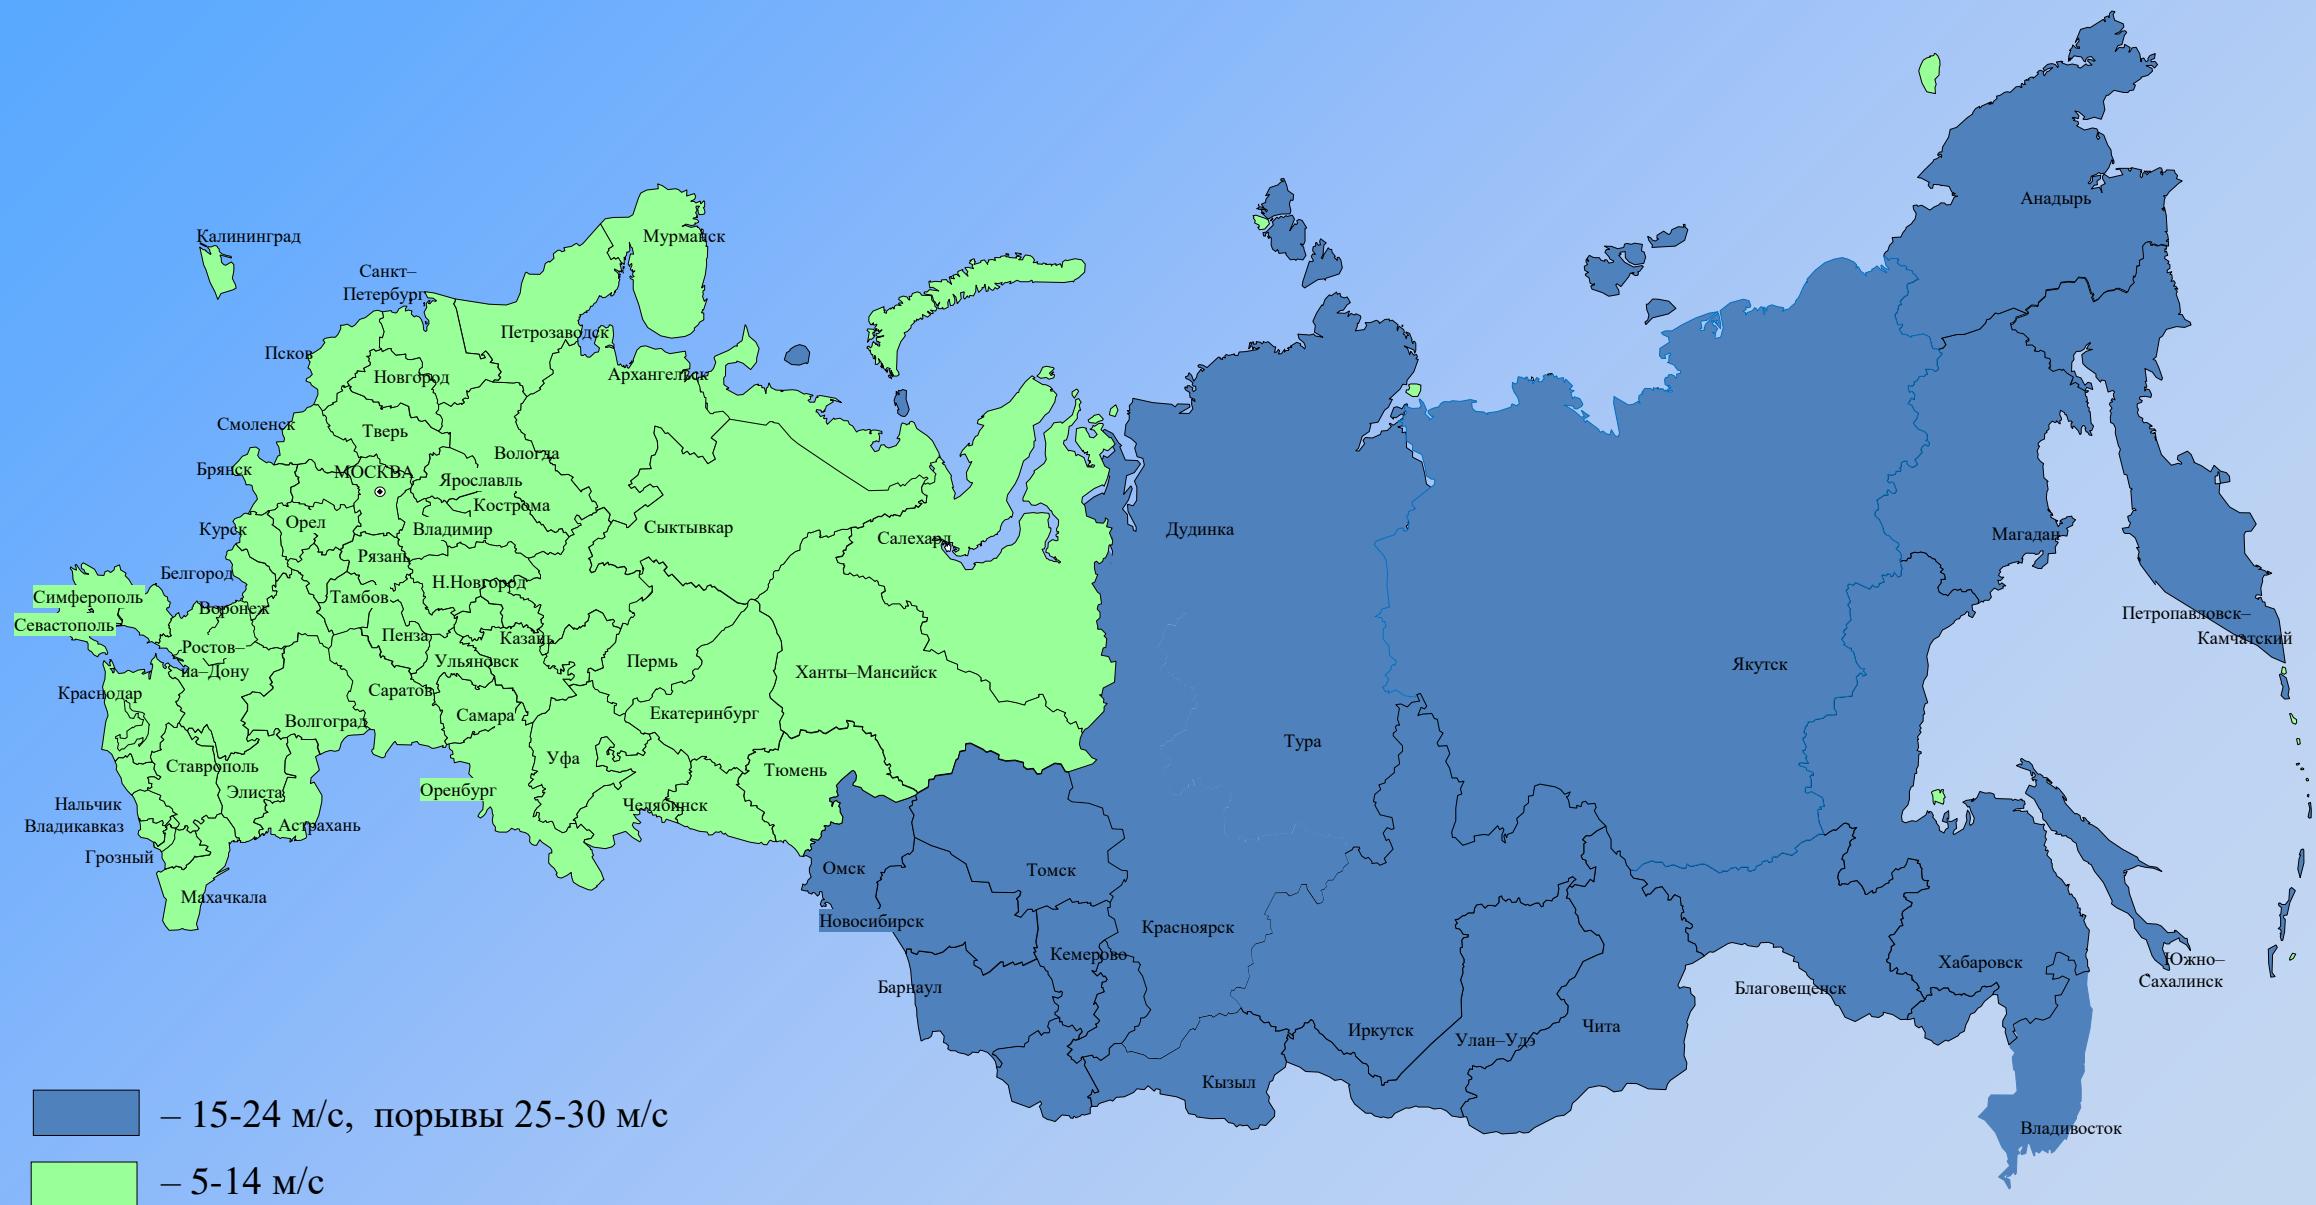 Анадырь
Калининград
Мурманск
Санкт–
Петербург
Петрозаводск
Псков
Архангельск
Новгород
Смоленск
Тверь
Вологда
Брянск
МОСКВА
Ярославль
Кострома
Орел
Курск
Владимир
Сыктывкар
Салехард
Дудинка
Магадан
Рязань
Белгород
Н.Новгород
Симферополь
Тамбов
Воронеж
Севастополь
Пенза
Казань
Петропавловск–
Камчатский
Ростов–
на–Дону
Ульяновск
Пермь
Ханты–Мансийск
Якутск
Краснодар
Саратов
Самара
Екатеринбург
Волгоград
Тура
Уфа
Ставрополь
Тюмень
Элиста
Оренбург
Нальчик
Челябинск
Владикавказ
Астрахань
Грозный
Омск
Томск
Махачкала
Новосибирск
Красноярск
Кемерово
Хабаровск
Южно–
Сахалинск
Барнаул
Благовещенск
Иркутск
Улан–Удэ
Чита
Кызыл
Владивосток
– 15-24 м/с, порывы 25-30 м/с
– 5-14 м/с